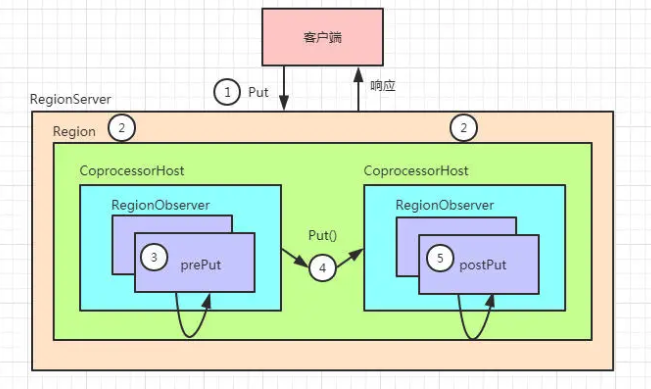 客户端
① Put
响应
RegionServer
Region ② ②
CoprocessorHost CoprocessorHost
RegionObserver RegionObserver
Put()
③ prePut ④ ⑤ postPut